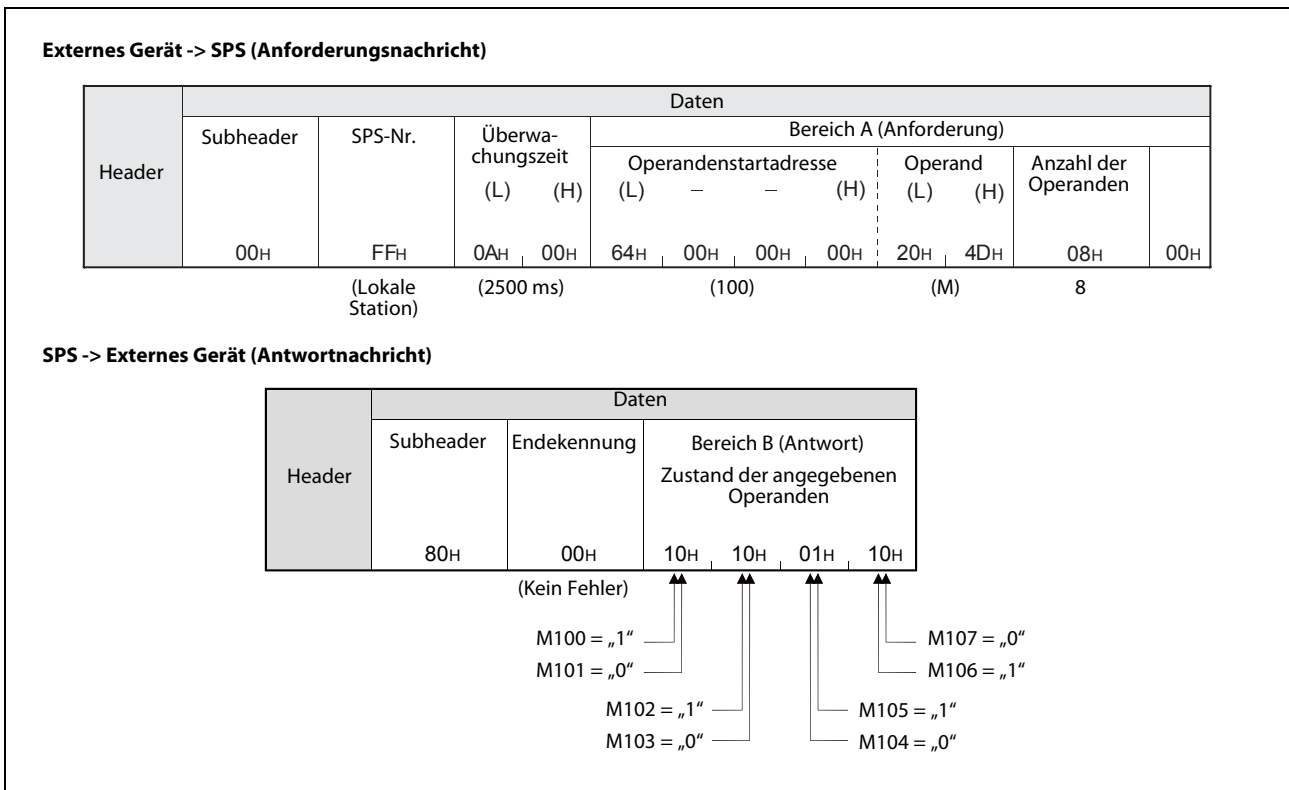 Externes Gerät -> SPS (Anforderungsnachricht)
Daten
Header
Subheader
SPS-Nr.
Überwa-
chungszeit
Bereich A (Anforderung)
Operandenstartadresse
Operand
Anzahl der
Operanden
(L) (H) (L) – – (H) (L) (H)
00H FFH 0AH 00H 64H 00H 00H 00H 20H 4DH 08H 00H
(Lokale
Station)
(2500 ms) (100) (M) 8
SPS -> Externes Gerät (Antwortnachricht)
Daten
Header
Subheader
Endekennung
Bereich B (Antwort)
Zustand der angegebenen
Operanden
80H 00H 10H 10H 01H 10H
(Kein Fehler)
M100 = „1“ M107 = „0“
M101 = „0“ M106 = „1“
M102 = „1“ M105 = „1“
M103 = „0“ M104 = „0“